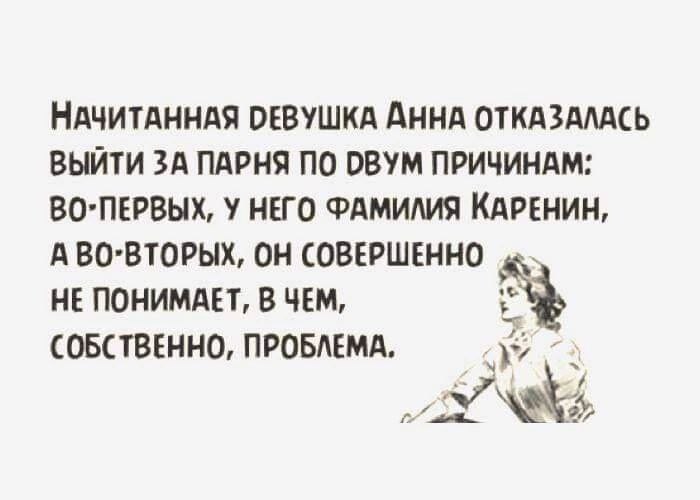 Начитанная девушка Анна отказалась
выйти за парня по двум причинам:
во-первых, у него фамилия Каренин,
а во-вторых, он совершенно
не понимает, в чем,
собственно, проблема.